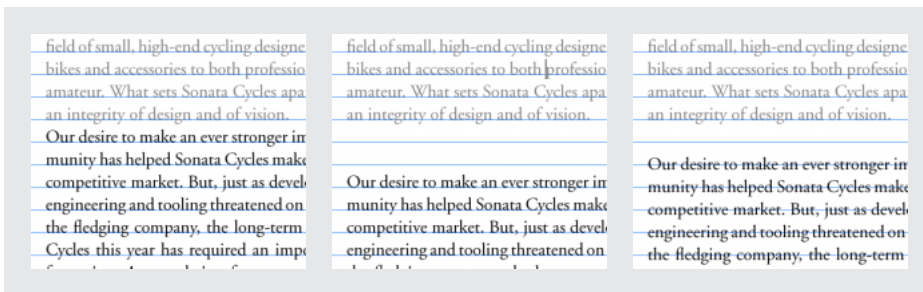 field of small, high-end cycling designe
bikes and accessories to both professio
amateur. What sets Sonata Cycles apa
an integrity of design and of vision.
Our desire to make an ever stronger im
munity has helped Sonata Cycles make
competitive market. But, just as devel
engineering and tooling threatened on
the fledging company, the long-term
Cycles this year has required an impe
field of small, high-end cycling designe
bikes and accessories to both professio
amateur. What sets Sonata Cycles apa
an integrity of design and of vision.
Our desire to make an ever stronger im
munity has helped Sonata Cycles make
competitive market. But, just as devel
engineering and tooling threatened on
field of small, high-end cycling designe
bikes and accessories to both professio
amateur. What sets Sonata Cycles apa
an integrity of design and of vision.
Our desire to make an ever stronger im
munity has helped Sonata Cycles make
competitive market. But, just as devel
engineering and tooling threatened on
the fledging company, the long-term